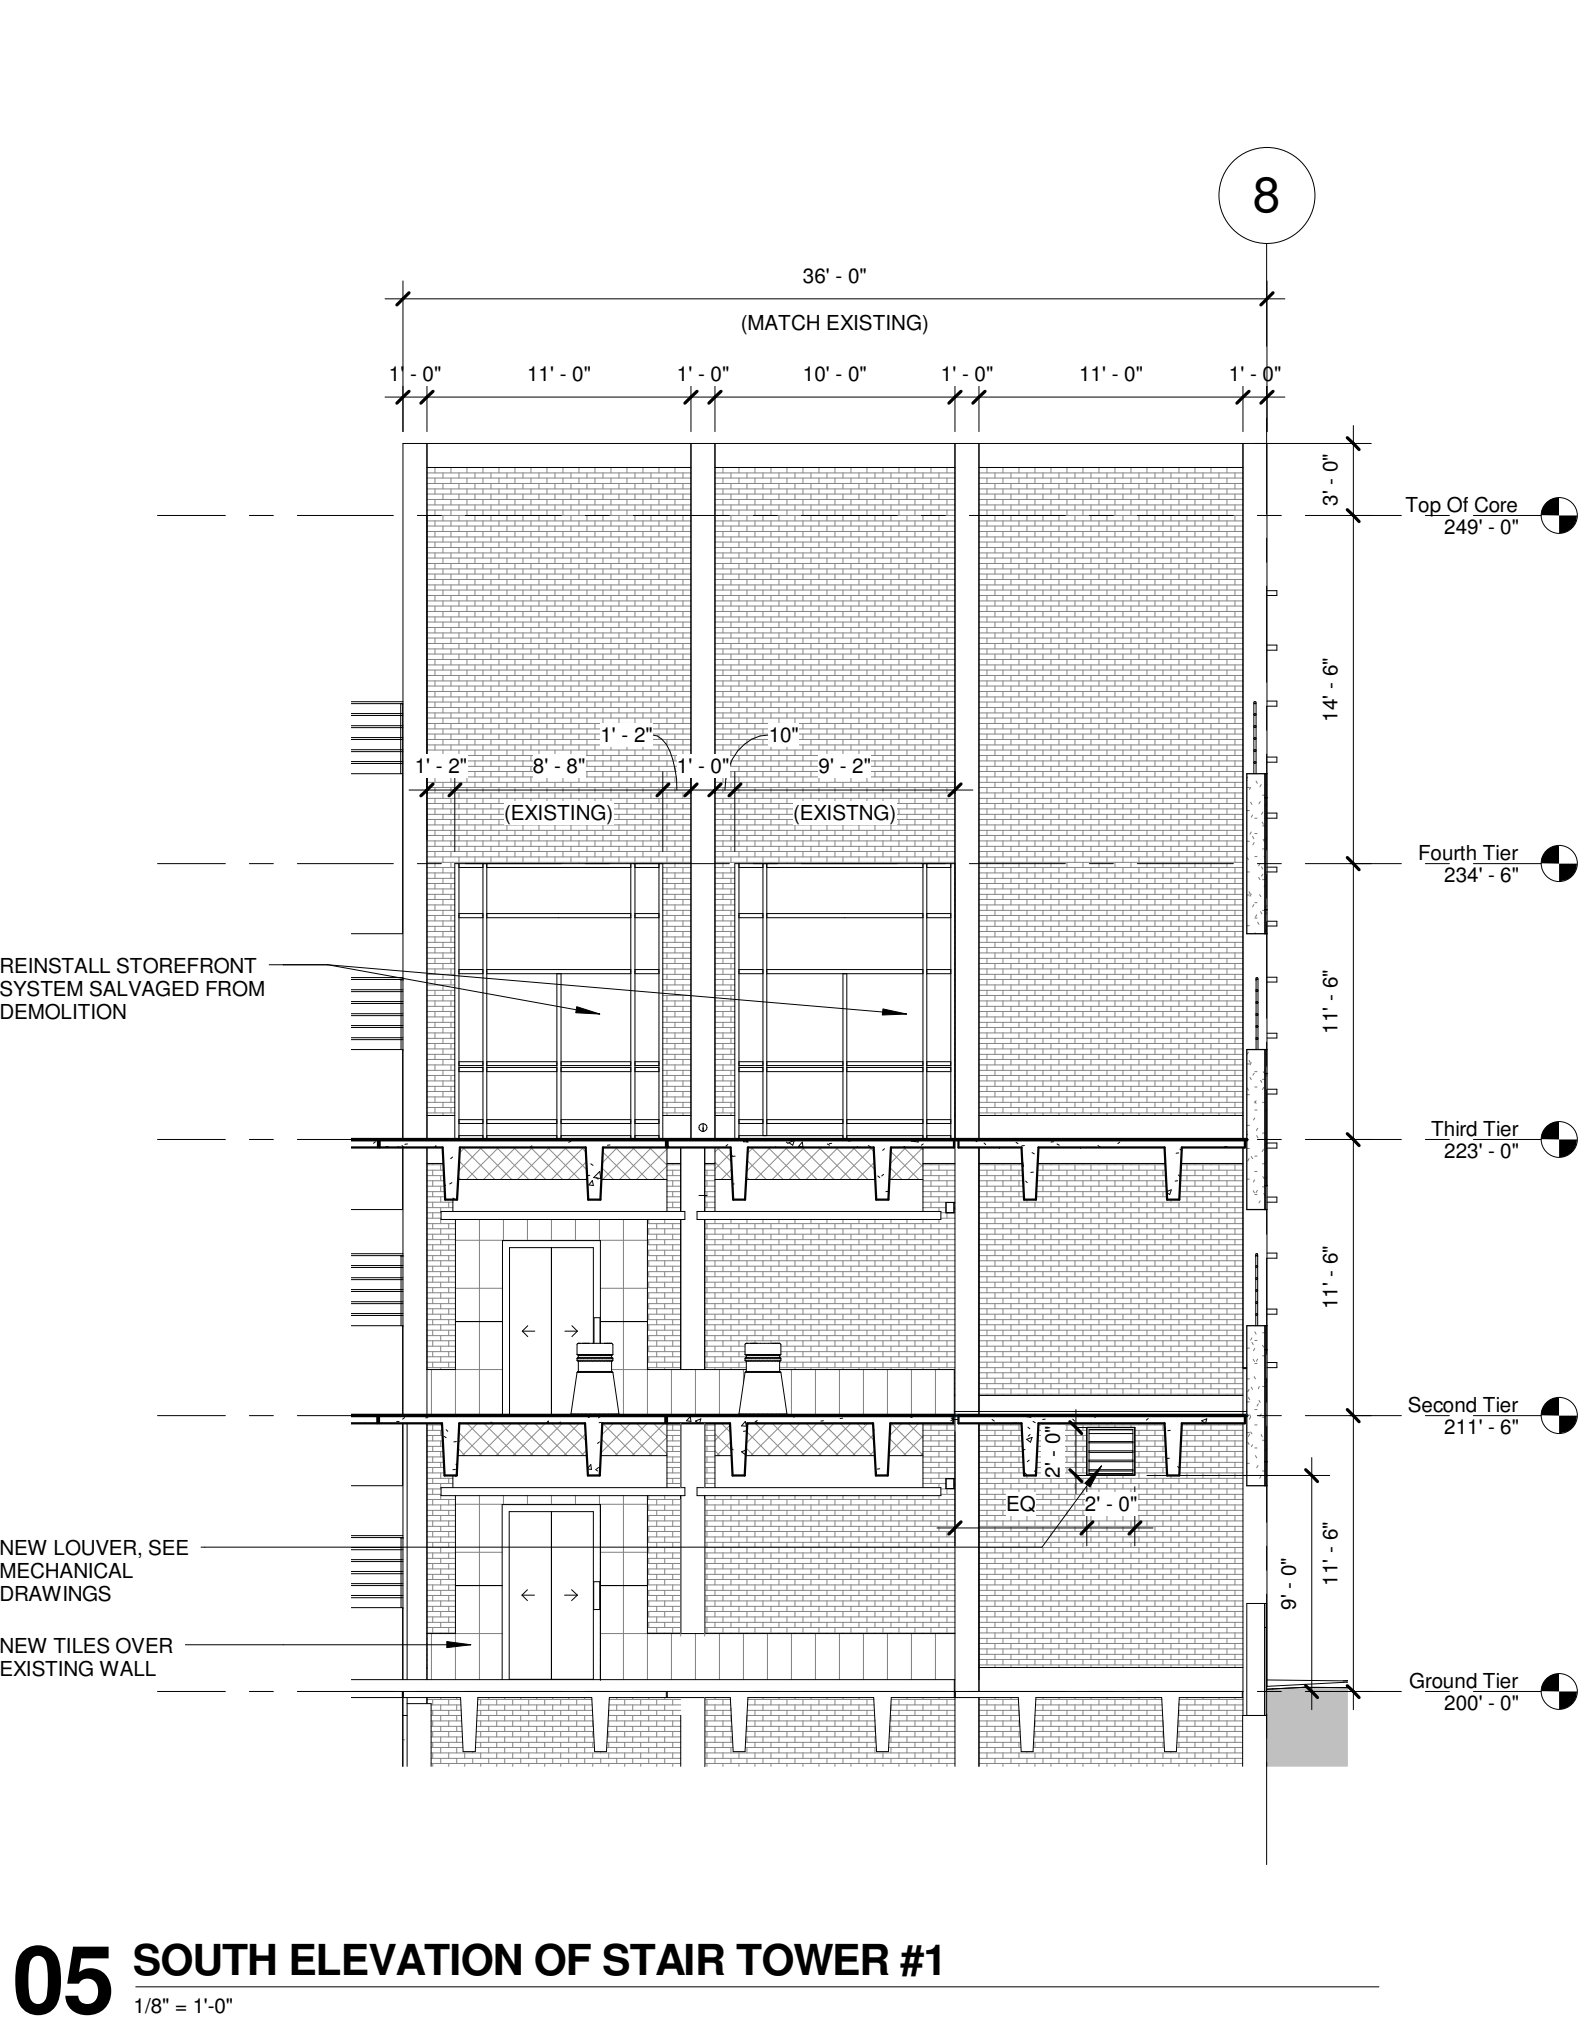 8
36' - 0"
(MATCH EXISTING)
1' - 0" 11' - 0" 1' - 0" 10' - 0" 1' - 0" 11' - 0" 1' - 0"
3' - 0"
Top Of Core
249' - 0"
14' - 6"
1' - 2" 10"
1' - 2" 8' - 8" 1' - 0" 9' - 2"
(EXISTING) (EXISTNG)
Fourth Tier
234' - 6"
REINSTALL STOREFRONT
SYSTEM SALVAGED FROM
DEMOLITION
11' - 6"
Third Tier
223' - 0"
11' - 6"
Second Tier
211' - 6"
2' - 0"
EQ 2' - 0"
NEW LOUVER, SEE
MECHANICAL
DRAWINGS
9' - 0"
11' - 6"
NEW TILES OVER
EXISTING WALL
Ground Tier
200' - 0"
05 SOUTH ELEVATION OF STAIR TOWER #1
1/8" = 1'-0"